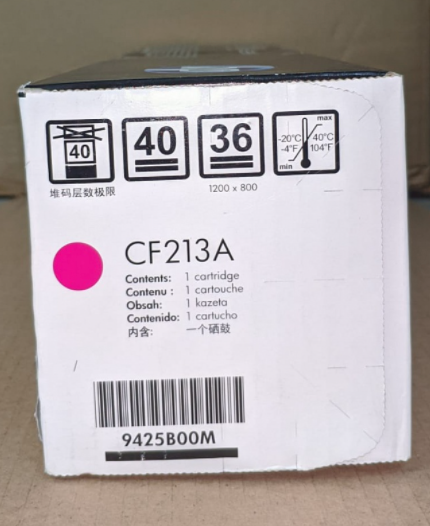 40
40
36
max
-20°C
40°C
-4°F
104°F
min
堆码层数极限
1200 x 800
CF213A
Contents: 1 cartridge
Contenu : 1 cartouche
Obsah: 1 kazeta
Contenido: 1 cartucho
内含: 一个硒鼓
9425B00M